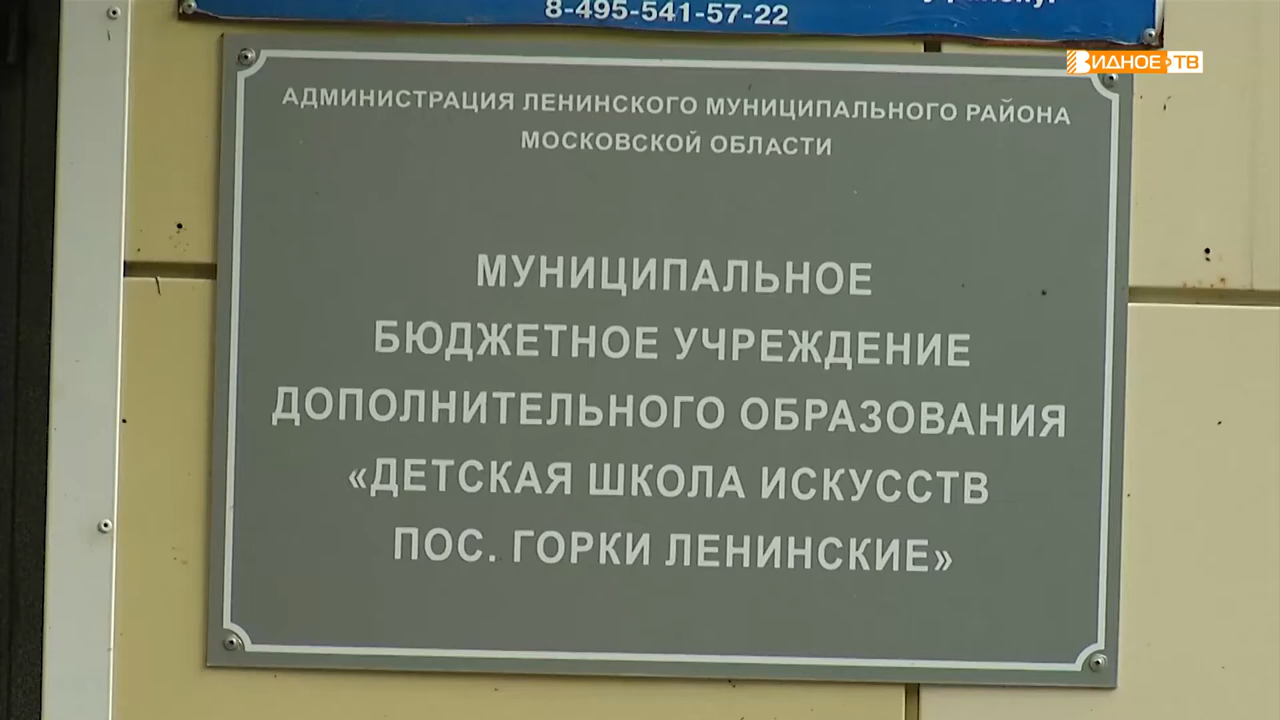 8-495-541-57-22
ВИДНОЕ ТВ
АДМИНИСТРАЦИЯ ЛЕНИНСКОГО МУНИЦИПАЛЬНОГО РАЙОНА
МОСКОВСКОЙ ОБЛАСТИ
МУНИЦИПАЛЬНОЕ
БЮДЖЕТНОЕ УЧРЕЖДЕНИЕ
ДОПОЛНИТЕЛЬНОГО ОБРАЗОВАНИЯ
«ДЕТСКАЯ ШКОЛА ИСКУССТВ
ПОС. ГОРКИ ЛЕНИНСКИЕ»